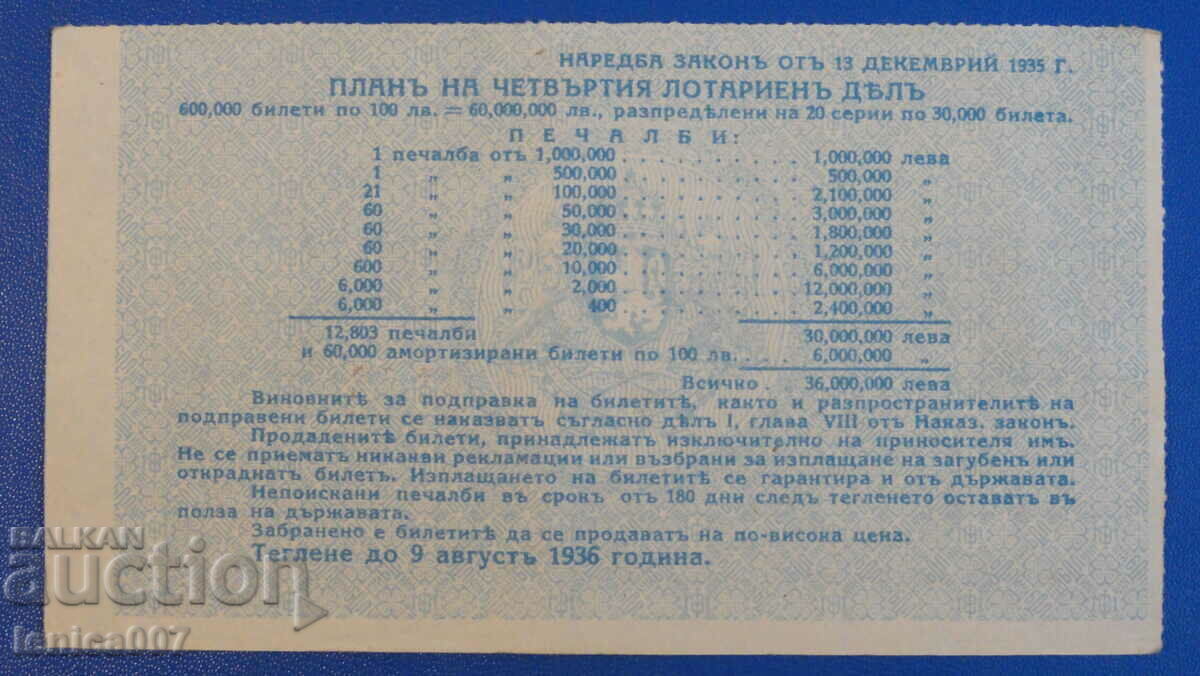 НАРЕДБА ЗАКОНЪ ОТЪ 13 ДЕКЕМВРИЙ 1935 Г.
ПЛАНЪ НА ЧЕТВЪРТИЯ ЛОТАРИЕНЪ ДѢЛЪ
600,000 билети по 100 лв. = 60,000,000 лв., разпредѣлени на 20 серии по 30,000 билета.
ПЕЧАЛБИ:
1 печалба отъ 1,000,000 . . . . . . . . . . 1,000,000 лева
1 „ „ 500,000 . . . . . . . . . . 500,000 „
21 „ „ 100,000 . . . . . . . . . . 2,100,000 „
60 „ „ 50,000 . . . . . . . . . . 3,000,000 „
60 „ „ 30,000 . . . . . . . . . . 1,800,000 „
60 „ „ 20,000 . . . . . . . . . . 1,200,000 „
600 „ „ 10,000 . . . . . . . . . . 6,000,000 „
6,000 „ „ 2,000 . . . . . . . . . . 12,000,000 „
6,000 „ „ 400 . . . . . . . . . . 2,400,000 „
12,803 печалби 30,000,000 лева
и 60,000 амортизирани билети по 100 лв. . . . . 6,000,000 „
Всичко . . 36,000,000 лева
Виновнитѣ за подправка на билетитѣ, както и разпространителитѣ на
подправени билети се наказватъ съгласно дѣлъ I, глава VIII отъ Наказ. законъ.
Продаденитѣ билети, принадлежатъ изключително на приносителя имъ.
Не се приематъ никакви рекламации или възбрани за изплащане на загубенъ или
откраднатъ билетъ. Изплащането на билетитѣ се гарантира и отъ държавата.
Непоискани печалби въ срокъ отъ 180 дни следъ тегленето оставатъ въ
полза на държавата.
Забранено е билетитѣ да се продаватъ на по-висока цена.
Теглене до 9 августъ 1936 година.
BALKAN
auction
lenica007